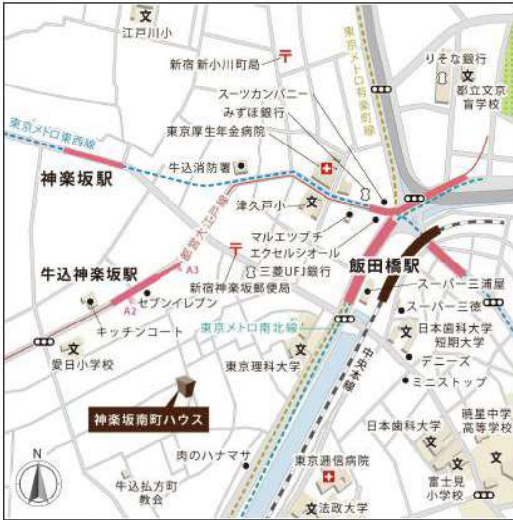 江戸川小
新宿新小川町局
東京メトロ有楽町線
りそな銀行
都立文京
盲学校
スーツカンパニー
みずほ銀行
東京厚生年金病院
東京メトロ東西線
神楽坂駅
牛込消防署
津久戸小
都営大江戸線
マルエツプチ
エクセルシオール
三菱UFJ銀行
飯田橋駅
牛込神楽坂駅
A3
新宿神楽坂郵便局
スーパー三浦屋
A2
セブンイレブン
スーパー三徳
キッチンコート
東京メトロ南北線
日本歯科大学
短期大学
愛日小学校
東京理科大学
中央本線
デニーズ
ミニストップ
神楽坂南町ハウス
暁星中学
高等学校
日本歯科大学
肉のハナマサ
N
東京逓信病院
牛込払方町
教会
富士見
小学校
法政大学